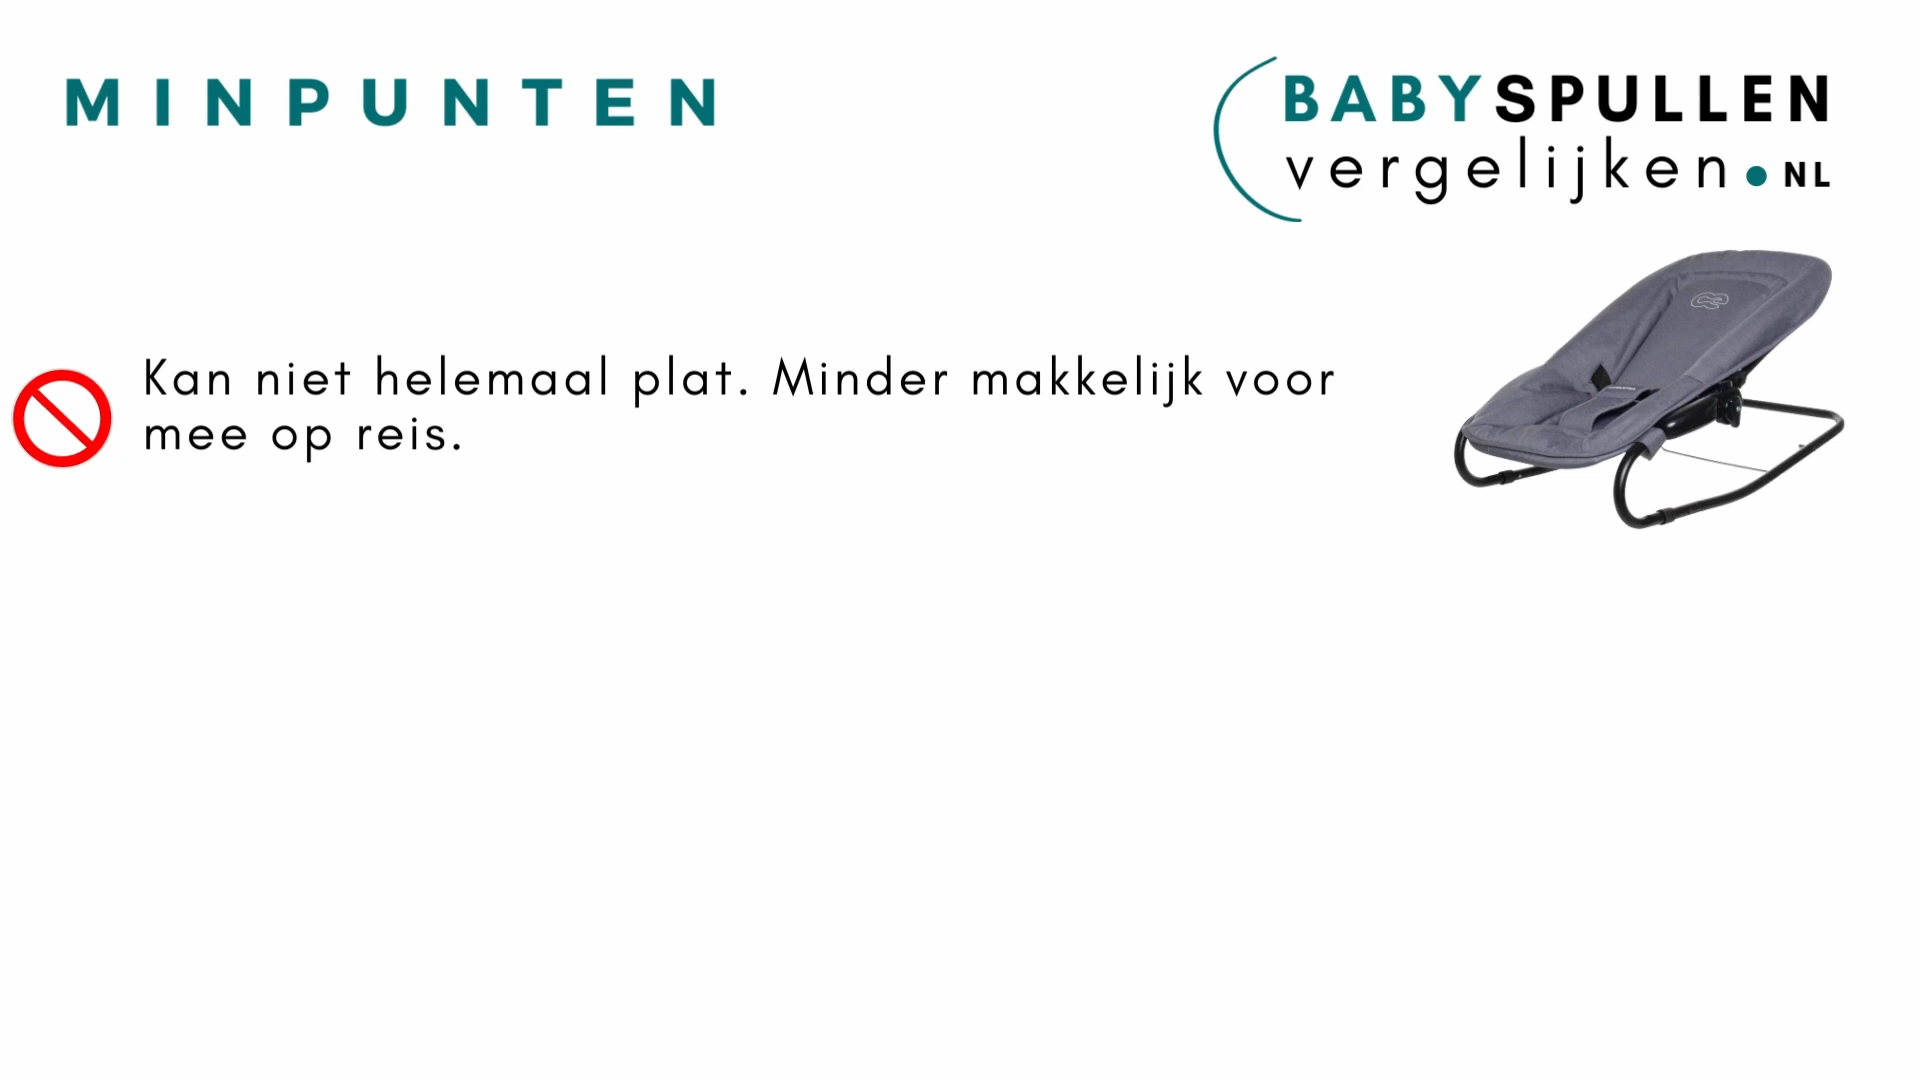 MINPUNTEN
BABYSPULLEN
vergelijken.NL
Kan niet helemaal plat. Minder makkelijk voor
mee op reis.